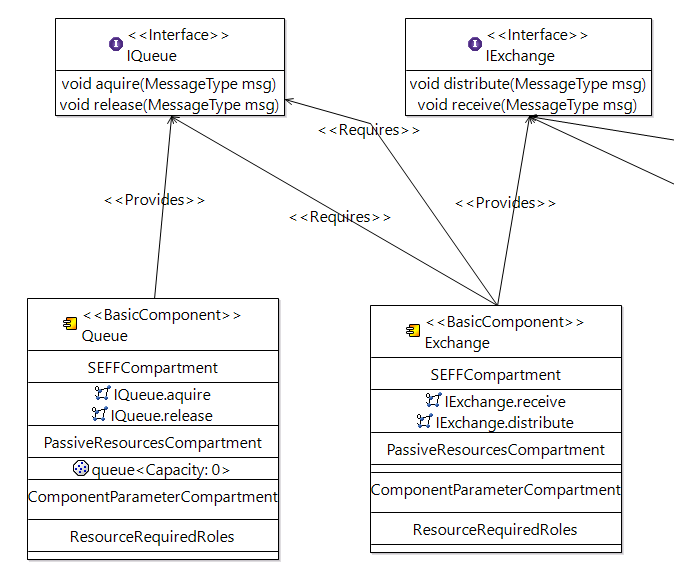 <<Interface>>
I IQueue
void aquire(MessageType msg)
void release(MessageType msg)
<<Interface>>
I IExchange
void distribute(MessageType msg)
void receive(MessageType msg)
<<Requires>>
<<Provides>>
<<Requires>>
<<Provides>>
<<BasicComponent>>
Queue
SEFFCompartment
IQueue.aquire
IQueue.release
PassiveResourcesCompartment
queue<Capacity: 0>
ComponentParameterCompartment
ResourceRequiredRoles
<<BasicComponent>>
Exchange
SEFFCompartment
IExchange.receive
IExchange.distribute
PassiveResourcesCompartment
ComponentParameterCompartment
ResourceRequiredRoles